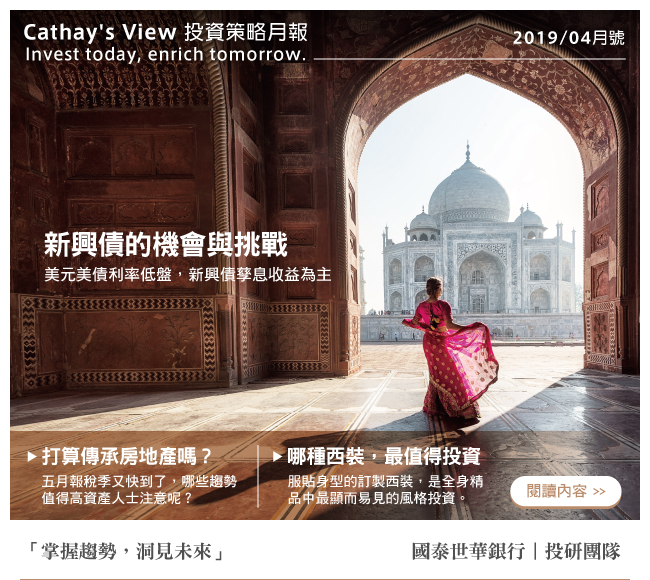 Cathay's View 投資策略月報
Invest today, enrich tomorrow.
2019/04月號
新興債的機會與挑戰
美元美債利率低盤，新興債孳息收益為主
打算傳承房地產嗎？
五月報稅季又快到了，哪些趨勢
值得高資產人士注意呢？
哪種西裝，最值得投資
服貼身型的訂製西裝，是全身精
品中最顯而易見的風格投資。
閱讀內容 >>
「掌握趨勢，洞見未來」
國泰世華銀行｜投研團隊